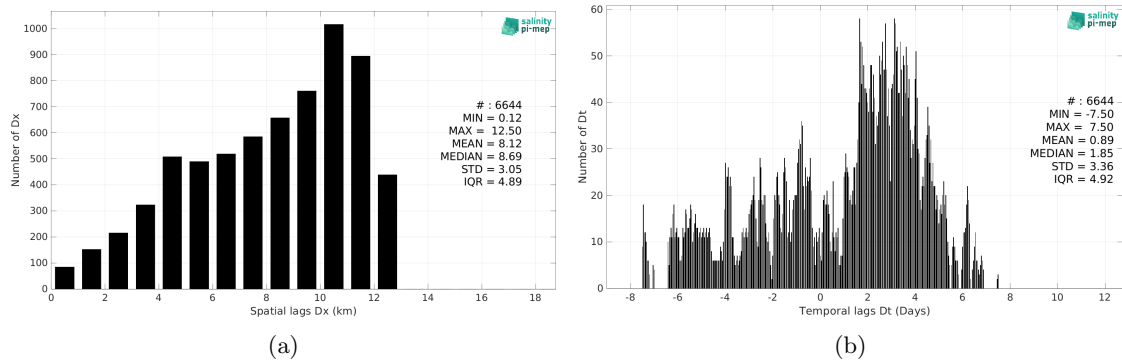 1000
900
800
700
600
500
400
300
200
100
0
Number of Dx
0 2 4 6 8 10 12 14 16 18
Spatial lags Dx (km)
salinity
pi-mep
# : 6644
MIN = 0.12
MAX = 12.50
MEAN = 8.12
MEDIAN = 8.69
STD = 3.05
IQR = 4.89
(a)
60
50
40
30
20
10
0
Number of Dt
-8 -6 -4 -2 0 2 4 6 8 10 12
Temporal lags Dt (Days)
salinity
pi-mep
# : 6644
MIN = -7.50
MAX = 7.50
MEAN = 0.89
MEDIAN = 1.85
STD = 3.36
IQR = 4.92
(b)